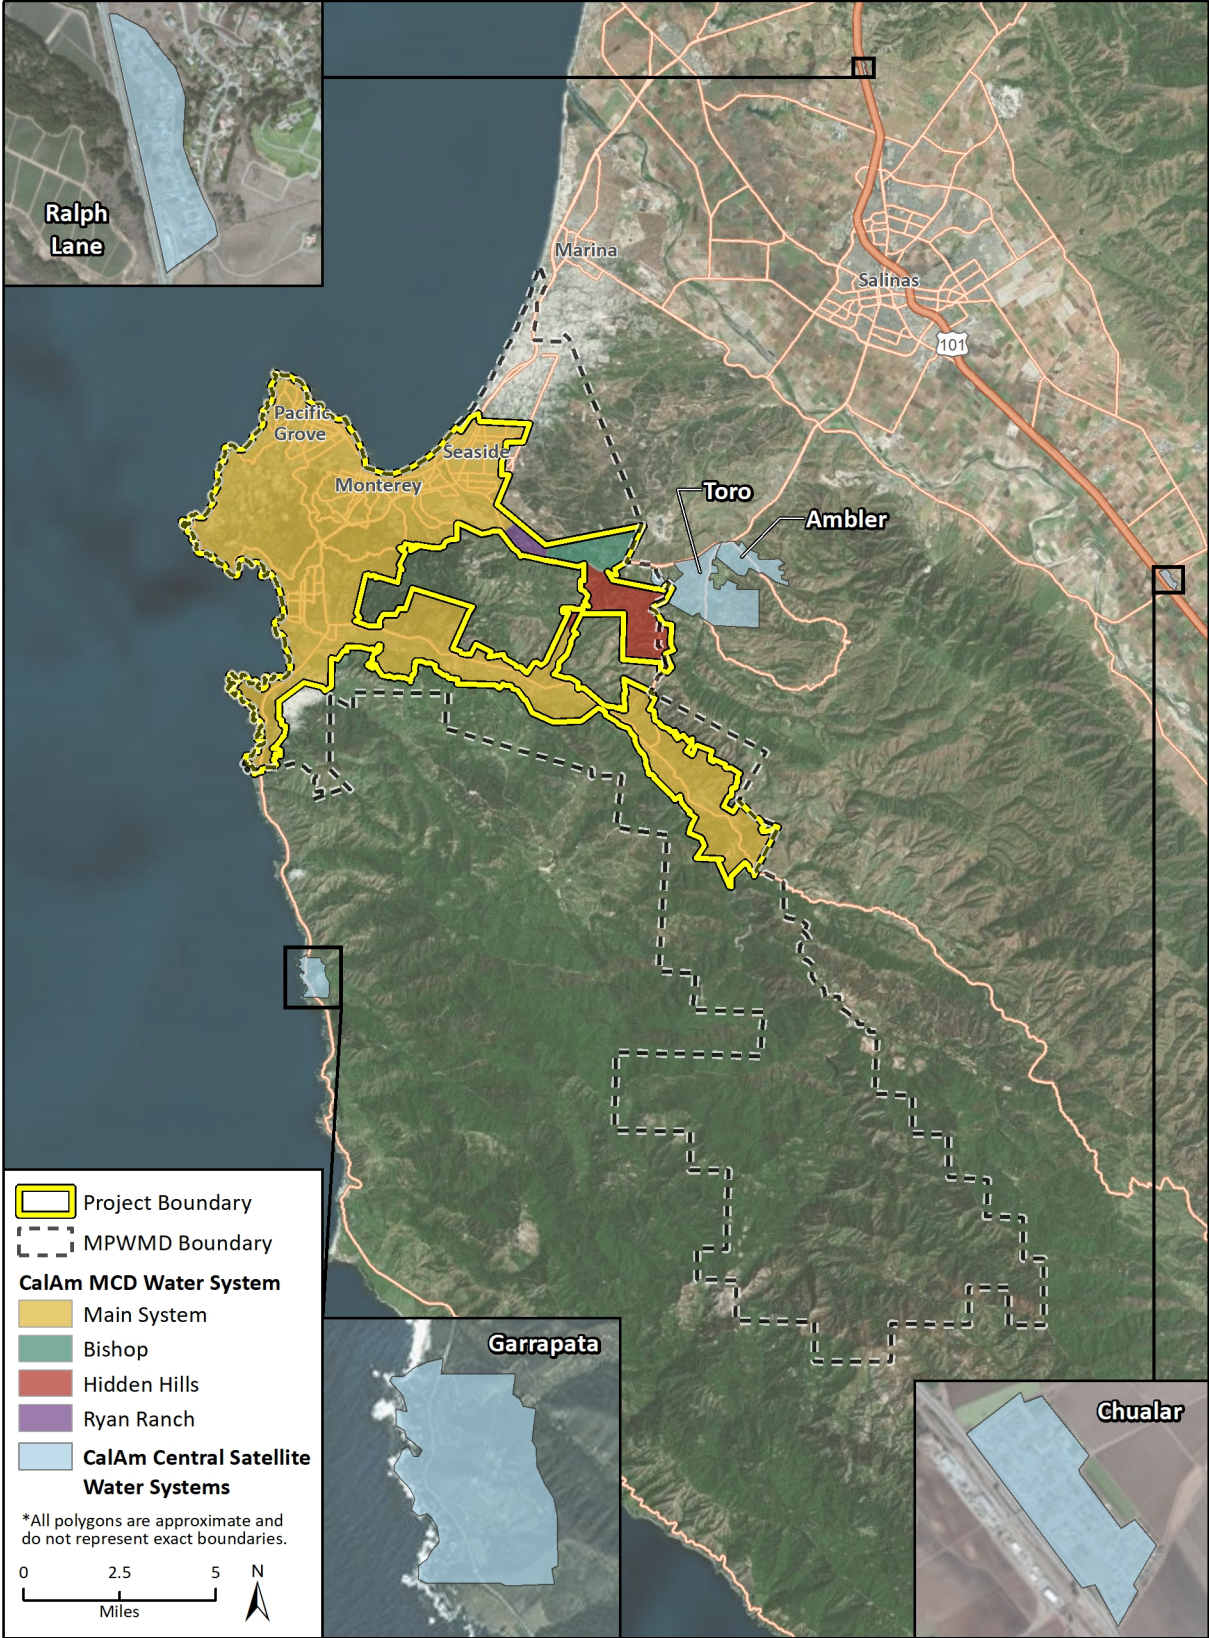 Ralph
Lane
Marina
Salinas
101
Pacific
Grove
Seaside
Monterey
Toro
Ambler
Project Boundary
MPWMD Boundary
CalAm MCD Water System
Main System
Bishop
Hidden Hills
Ryan Ranch
CalAm Central Satellite
Water Systems
*All polygons are approximate and
do not represent exact boundaries.
0 2.5 5
Miles
N
Garrapata
Chualar